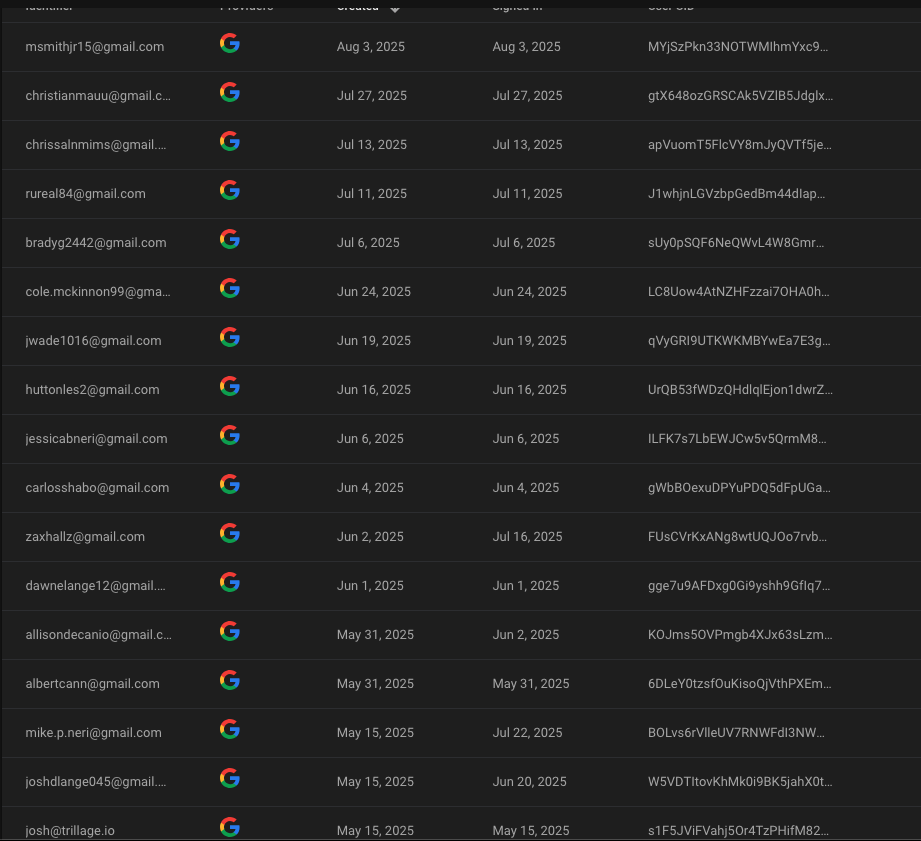 Identifier Providers Created Signed In User UID
msmithjr15@gmail.com Aug 3, 2025 Aug 3, 2025 MYjSzPkn33NOTWMIhmYxc9…
christianmauu@gmail.c… Jul 27, 2025 Jul 27, 2025 gtX648ozGRSCAk5VZlB5Jdglx…
chrissalnmims@gmail.… Jul 13, 2025 Jul 13, 2025 apVuomT5FlcVY8mJyQVTf5je…
rureal84@gmail.com Jul 11, 2025 Jul 11, 2025 J1whjnLGVzbpGedBm44dIap…
bradyg2442@gmail.com Jul 6, 2025 Jul 6, 2025 sUy0pSQF6NeQWvL4W8Gmr…
cole.mckinnon99@gma… Jun 24, 2025 Jun 24, 2025 LC8Uow4AtNZHFzzai7OHA0h…
jwade1016@gmail.com Jun 19, 2025 Jun 19, 2025 qVyGRI9UTKWKMBYwEa7E3g…
huttonles2@gmail.com Jun 16, 2025 Jun 16, 2025 UrQB53fWDzQHdlqlEjon1dwrZ…
jessicabneri@gmail.com Jun 6, 2025 Jun 6, 2025 ILFK7s7LbEWJCw5v5QrmM8…
carlosshabo@gmail.com Jun 4, 2025 Jun 4, 2025 gWbBOexuDPYuPDQ5dFpUGa…
zaxhallz@gmail.com Jun 2, 2025 Jul 16, 2025 FUsCVrKxANg8wtUQJOo7rvb…
dawnelange12@gmail.… Jun 1, 2025 Jun 1, 2025 gge7u9AFDxg0Gi9yshh9Gflq7…
allisondecanio@gmail.c… May 31, 2025 Jun 2, 2025 KOJms5OVPmgb4XJx63sLzm…
albertcann@gmail.com May 31, 2025 May 31, 2025 6DLeY0tzsfOuKisoQjVthPXEm…
mike.p.neri@gmail.com May 15, 2025 Jul 22, 2025 BOLvs6rVlleUV7RNWFdI3NW…
joshdlange045@gmail.… May 15, 2025 Jun 20, 2025 W5VDTItovKhMk0i9BK5jahX0t…
josh@trillage.io May 15, 2025 May 15, 2025 s1F5JViFVahj5Or4TzPHifM82…